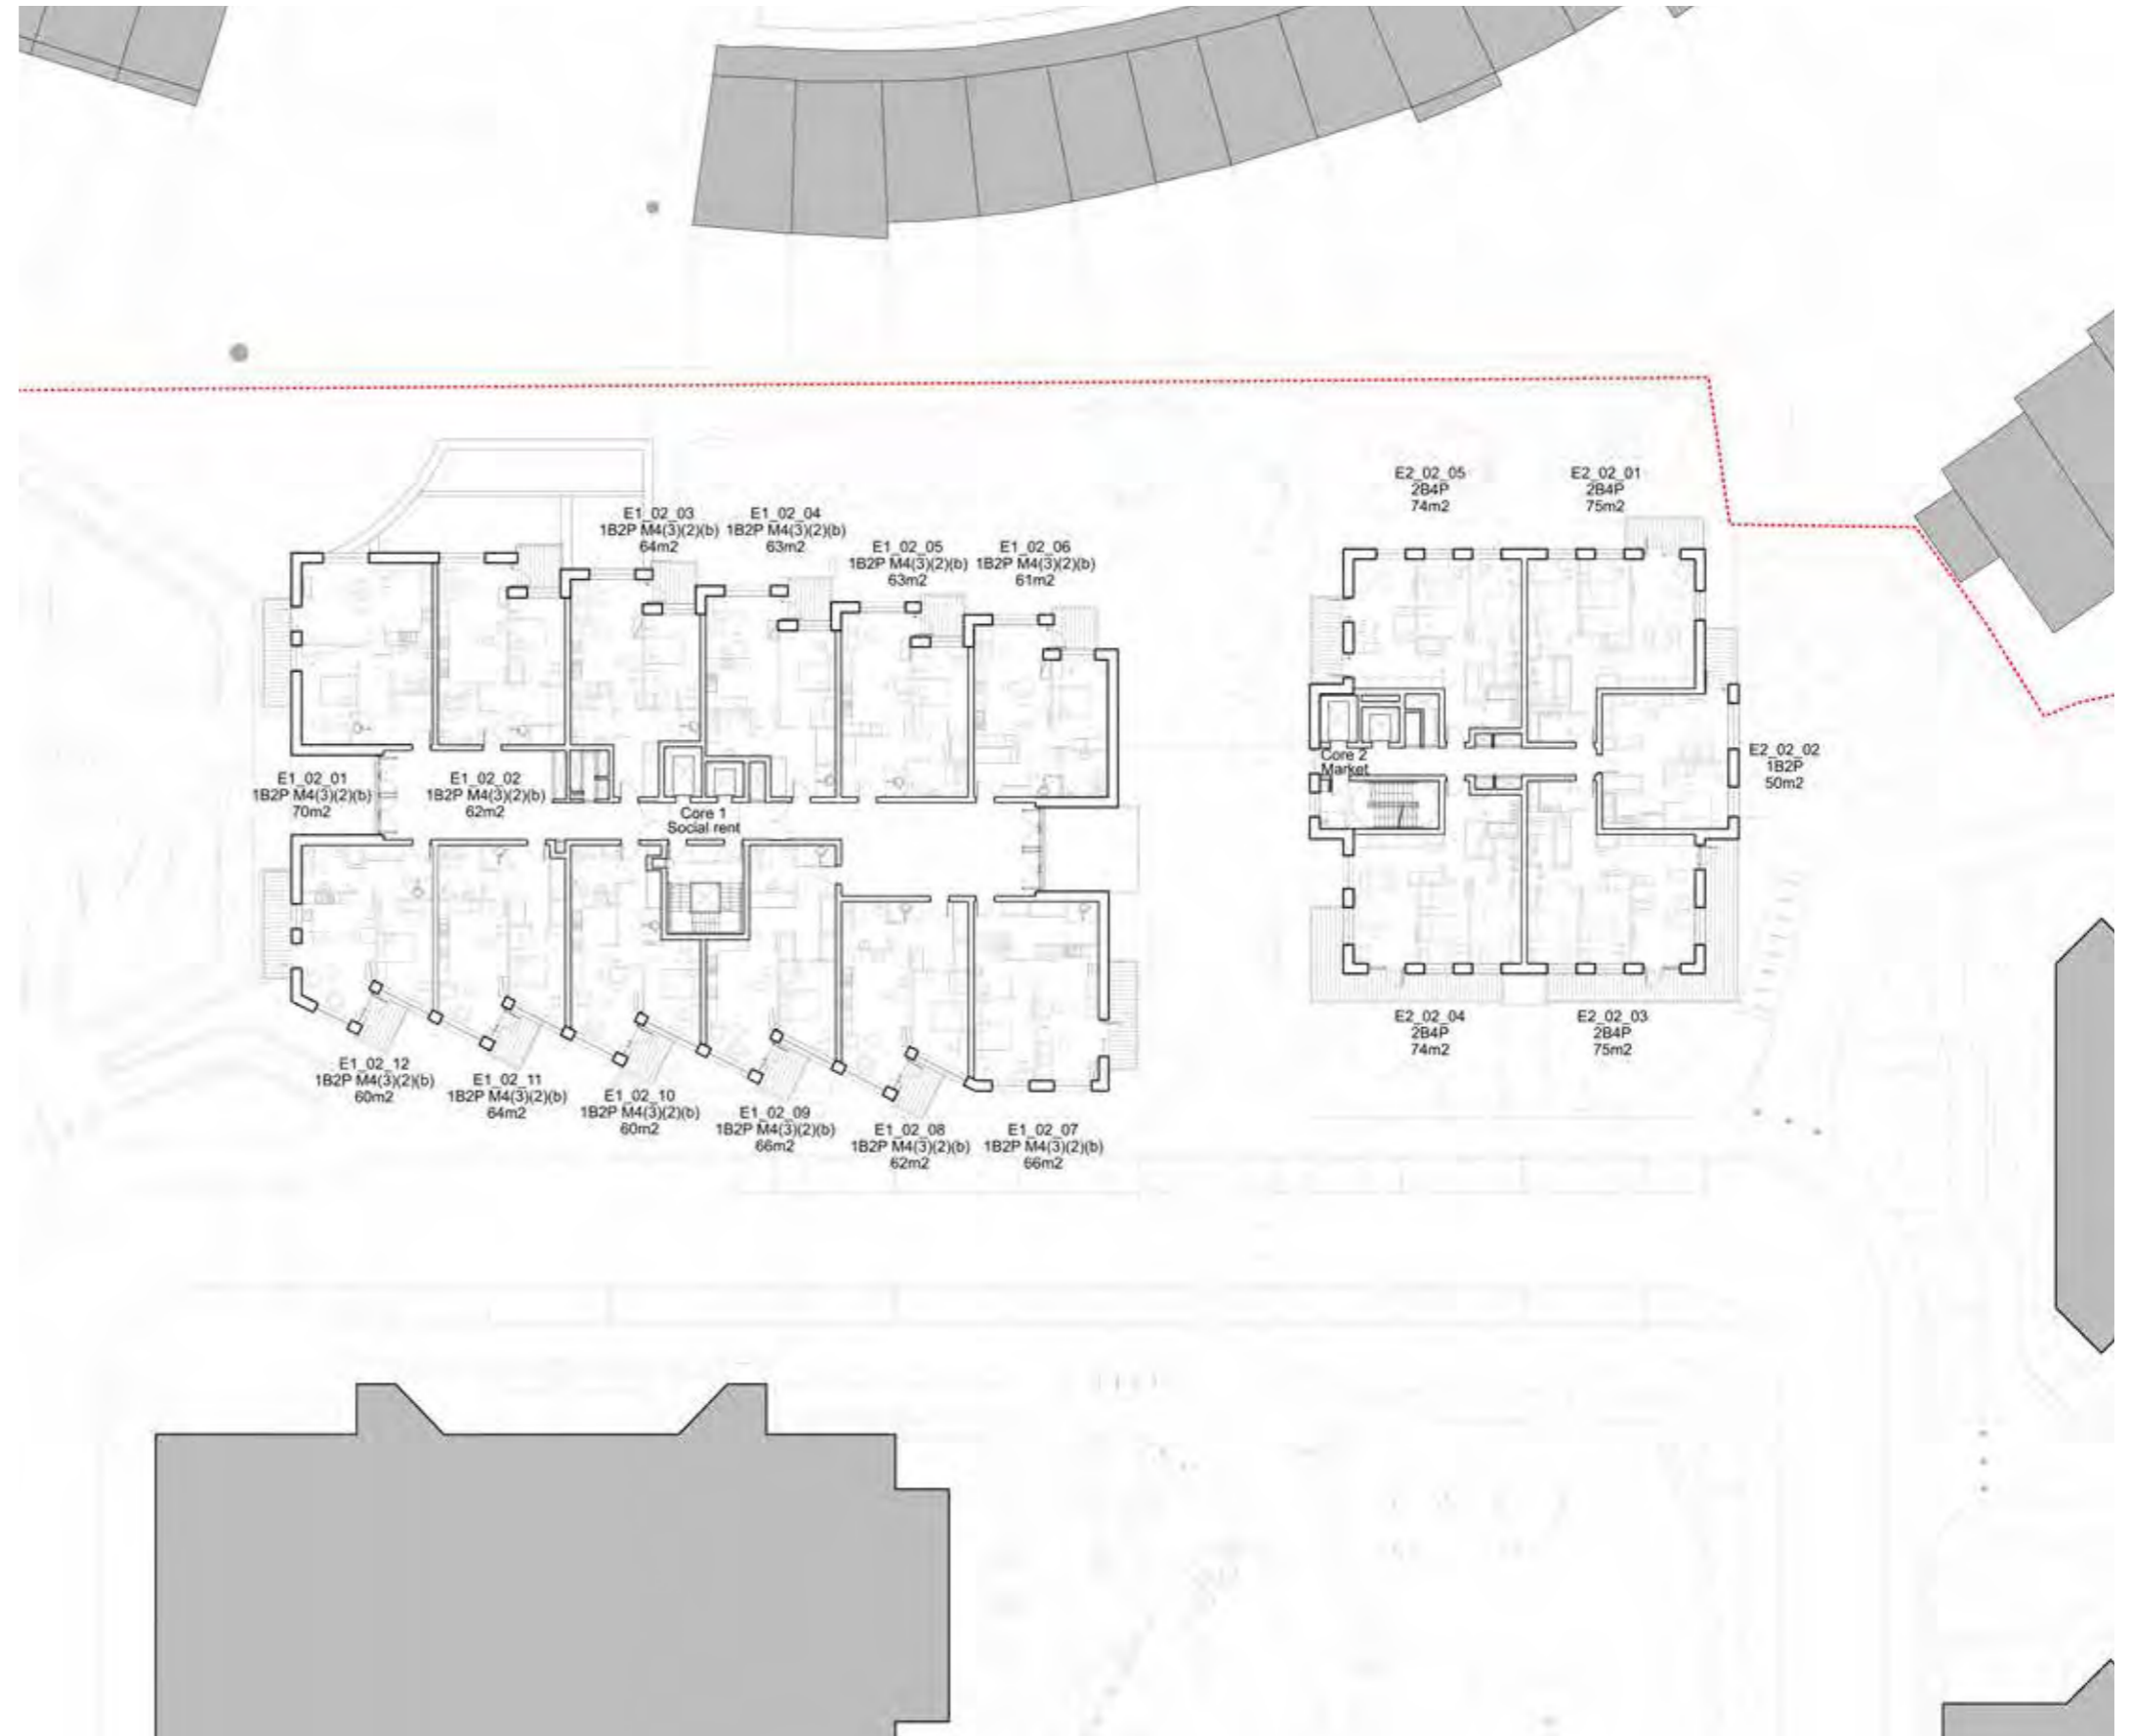 E2_02_05
2B4P
74m2
E2_02_01
2B4P
75m2
E1_02_03
1B2P M4(3)(2)(b)
64m2
E1_02_04
1B2P M4(3)(2)(b)
63m2
E1_02_05
1B2P M4(3)(2)(b)
63m2
E1_02_06
1B2P M4(3)(2)(b)
61m2
E1_02_01
1B2P M4(3)(2)(b)
70m2
E1_02_02
1B2P M4(3)(2)(b)
62m2
Core 1
Social rent
Core 2
Market
E2_02_02
1B2P
50m2
E1_02_12
1B2P M4(3)(2)(b)
60m2
E1_02_11
1B2P M4(3)(2)(b)
64m2
E1_02_10
1B2P M4(3)(2)(b)
60m2
E1_02_09
1B2P M4(3)(2)(b)
66m2
E1_02_08
1B2P M4(3)(2)(b)
62m2
E1_02_07
1B2P M4(3)(2)(b)
66m2
E2_02_04
2B4P
74m2
E2_02_03
2B4P
75m2